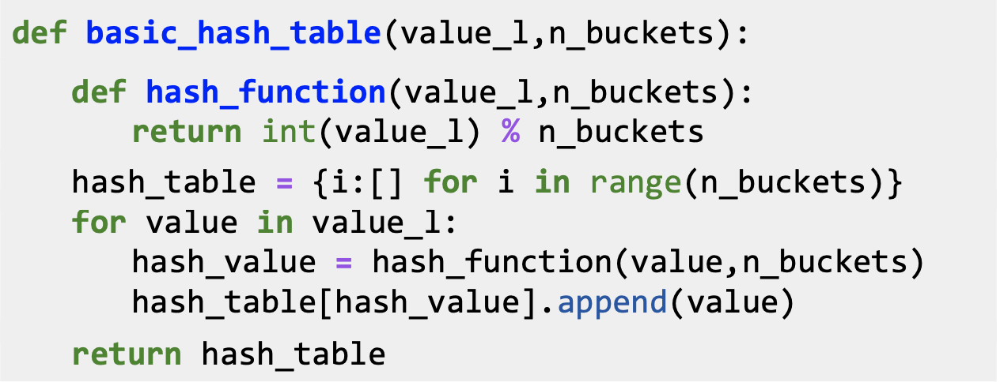 def basic_hash_table(value_l,n_buckets):
def hash_function(value_l,n_buckets):
return int(value_l) % n_buckets
hash_table = {i:[] for i in range(n_buckets)}
for value in value_l:
hash_value = hash_function(value,n_buckets)
hash_table[hash_value].append(value)
return hash_table